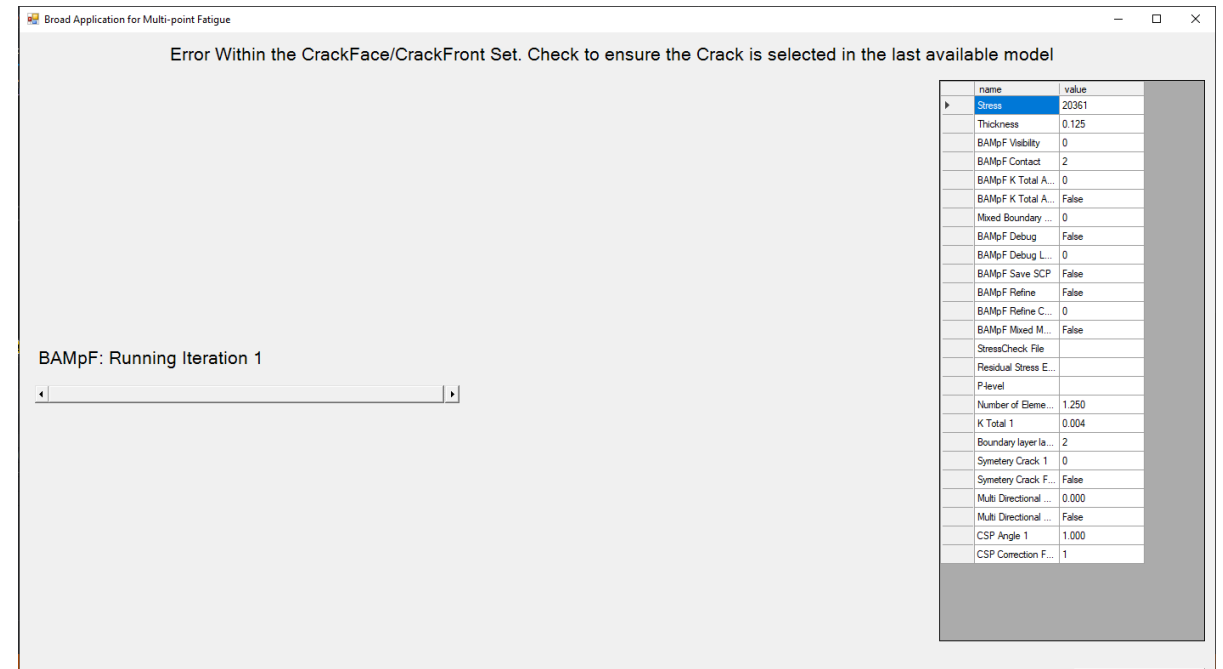 Broad Application for Multi-point Fatigue
Error Within the CrackFace/CrackFront Set. Check to ensure the Crack is selected in the last available model
name value
Stress 20361
Thickness 0.125
BAMpF Visibility 0
BAMpF Contact 2
BAMpF K Total A... 0
BAMpF K Total A... False
Mixed Boundary ... 0
BAMpF Debug False
BAMpF Debug L... 0
BAMpF Save SCP False
BAMpF Refine False
BAMpF Refine C... 0
BAMpF Mixed M... False
StressCheck File
Residual Stress E...
P-level
Number of Eleme... 1.250
K Total 1 0.004
Boundary layer la... 2
Symetery Crack 1 0
Symetery Crack F... False
Multi Directional ... 0.000
Multi Directional ... False
CSP Angle 1 1.000
CSP Correction F... 1
BAMpF: Running Iteration 1